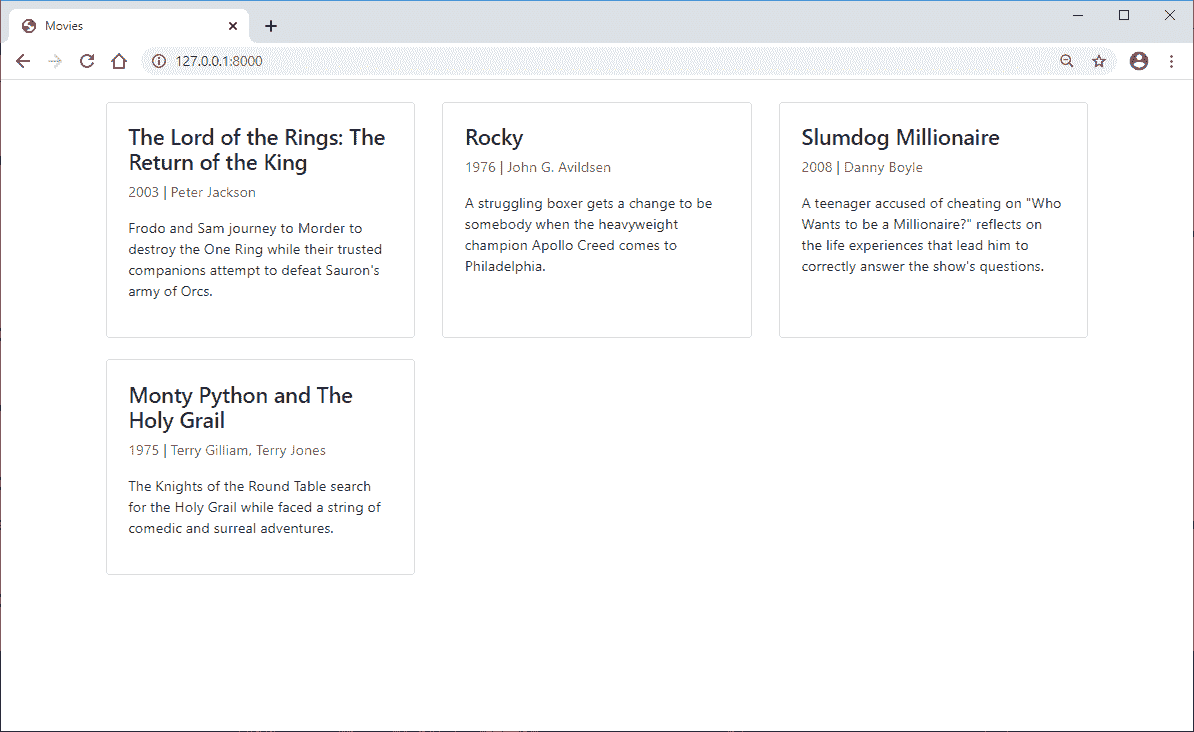 Movies
127.0.0.1:8000
The Lord of the Rings: The
Return of the King
2003 | Peter Jackson
Frodo and Sam journey to Morder to
destroy the One Ring while their trusted
companions attempt to defeat Sauron's
army of Orcs.
Rocky
1976 | John G. Avildsen
A struggling boxer gets a change to be
somebody when the heavyweight
champion Apollo Creed comes to
Philadelphia.
Slumdog Millionaire
2008 | Danny Boyle
A teenager accused of cheating on "Who
Wants to be a Millionaire?" reflects on
the life experiences that lead him to
correctly answer the show's questions.
Monty Python and The
Holy Grail
1975 | Terry Gilliam, Terry Jones
The Knights of the Round Table search
for the Holy Grail while faced a string of
comedic and surreal adventures.